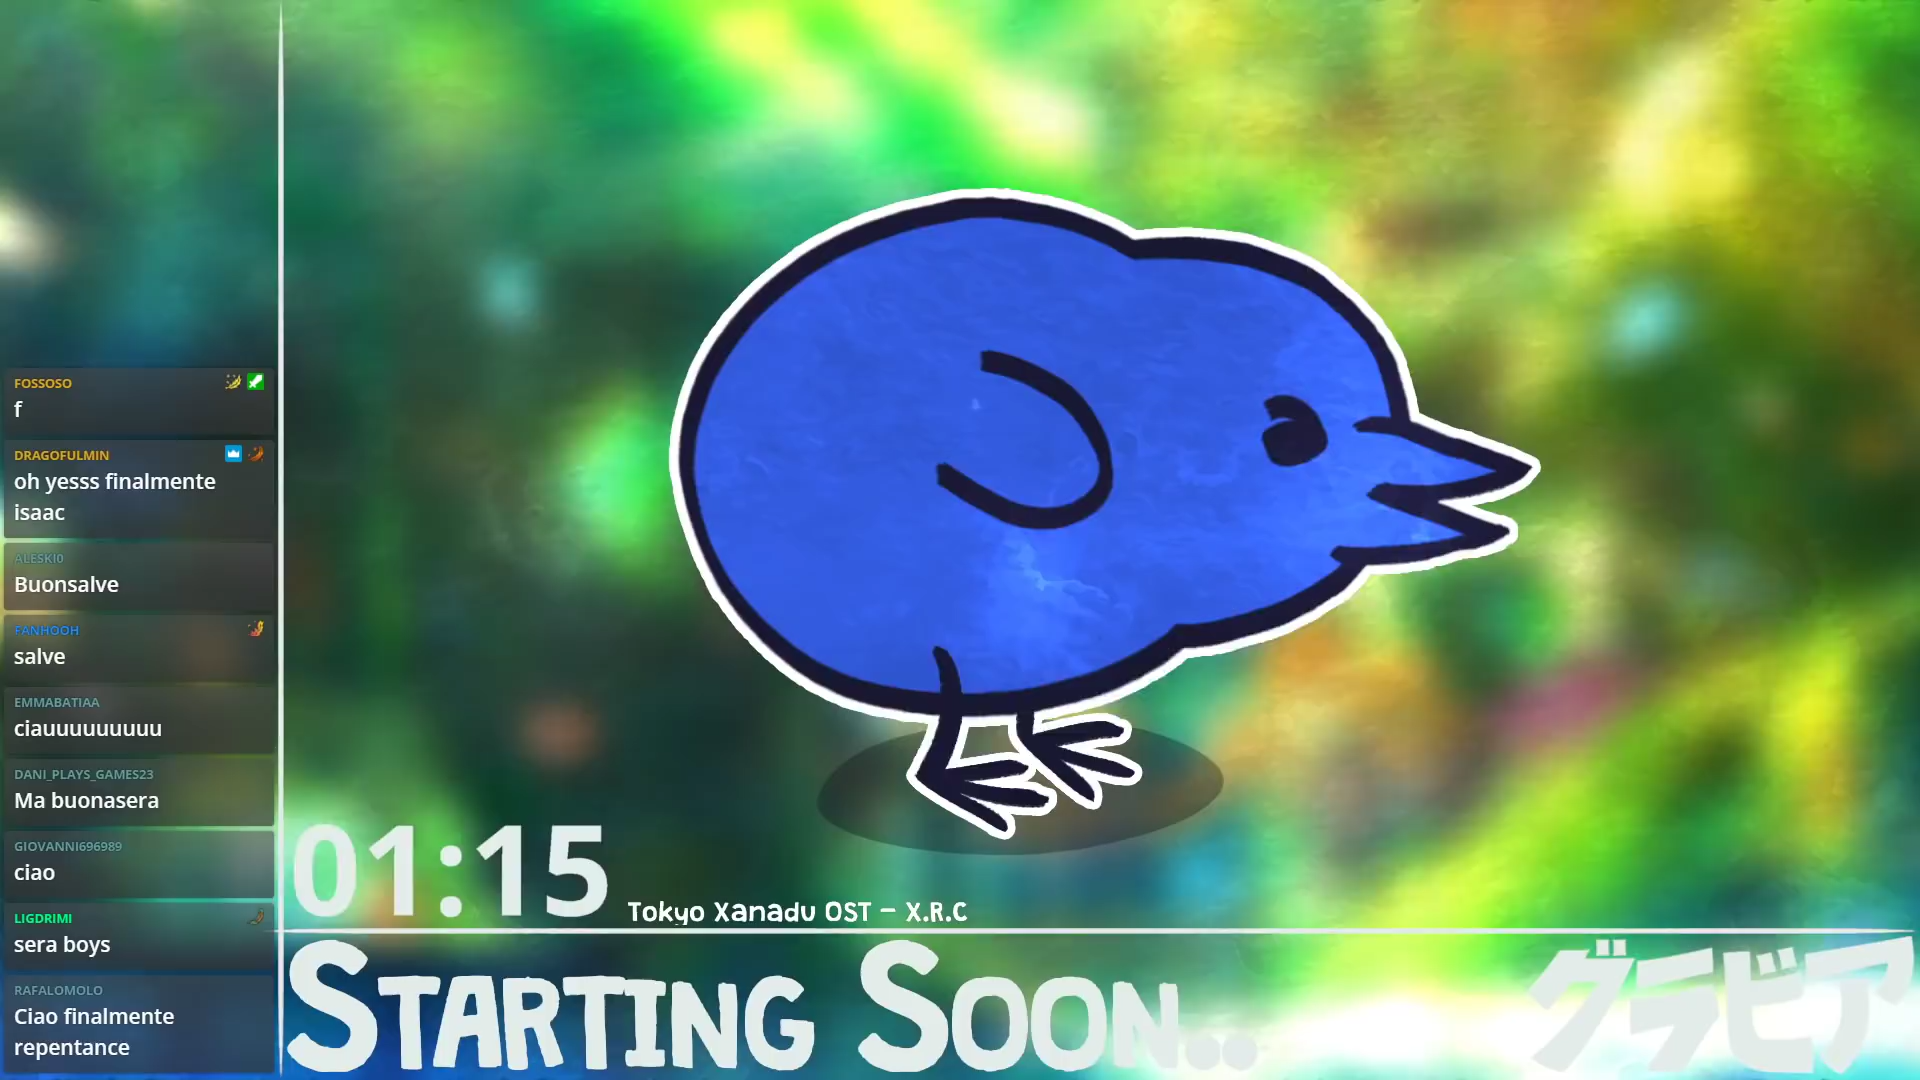 FOSSOSO
f
DRAGOFULMIN
oh yesss finalmente
isaac
ALESKI0
Buonsalve
FANHOOH
salve
EMMABATIAA
ciauuuuuuuuu
DANI_PLAYS_GAMES23
Ma buonasera
GIOVANNI696989
ciao
LIGDRIMI
sera boys
RAFALOMOLO
Ciao finalmente
repentance
01:15
Tokyo Xanadu OST - X.R.C
STARTING SOON...
グラビア